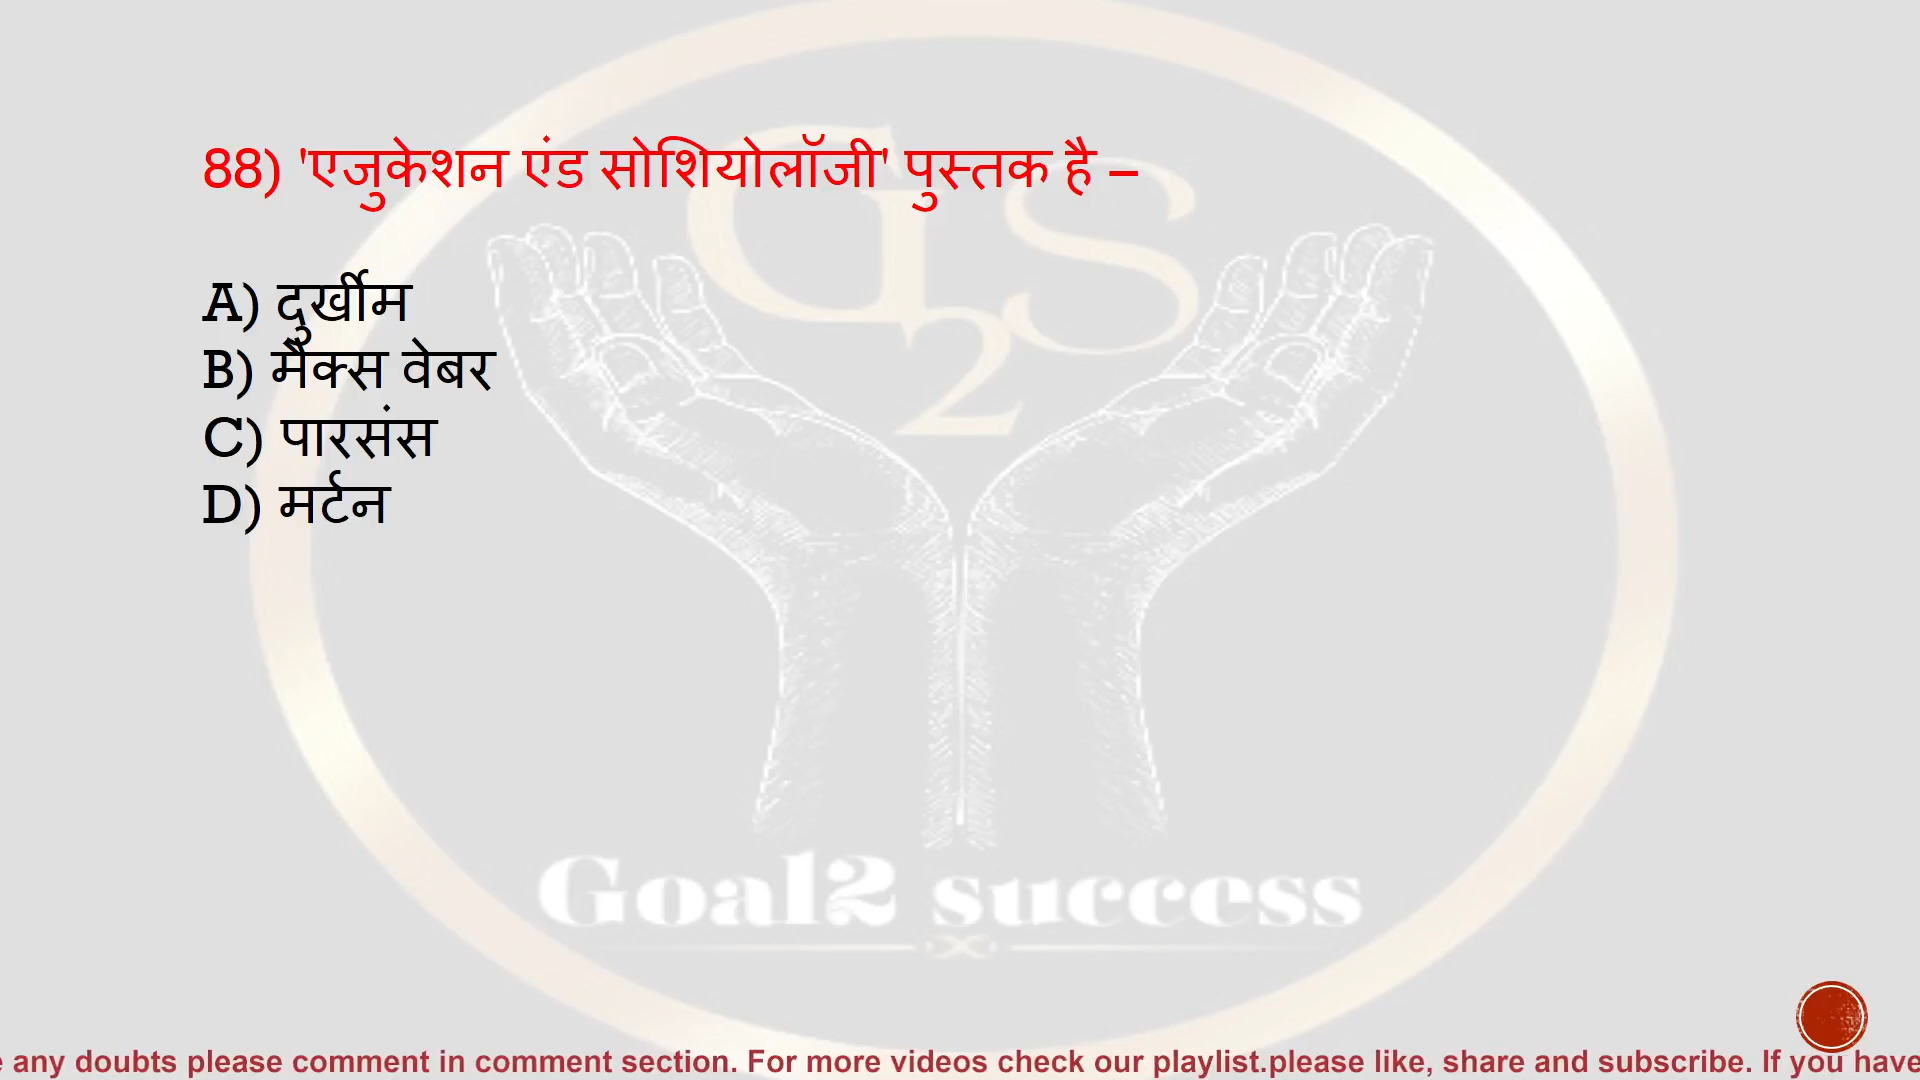 88) 'एजुकेशन एंड सोशियोलॉजी' पुस्तक है –
A) दुर्खीम
B) मैक्स वेबर
C) पारसंस
D) मर्टन
G2S
Goal2 success
any doubts please comment in comment section. For more videos check our playlist.please like, share and subscribe. If you have